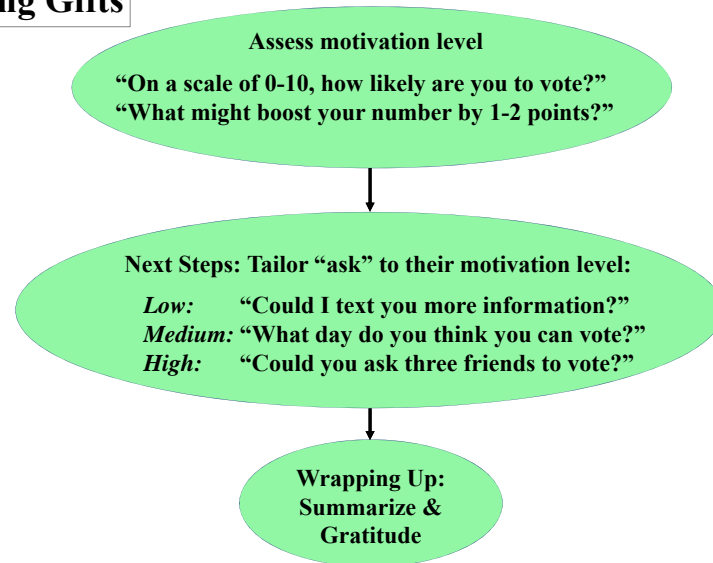 Gifts
Assess motivation level
“On a scale of 0-10, how likely are you to vote?”
“What might boost your number by 1-2 points?”
Next Steps: Tailor “ask” to their motivation level:
Low: “Could I text you more information?”
Medium: “What day do you think you can vote?”
High: “Could you ask three friends to vote?”
Wrapping Up:
Summarize &
Gratitude